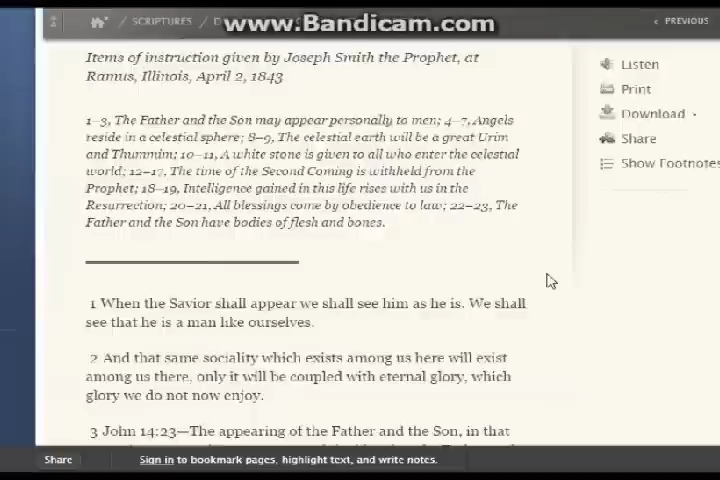 www.Bandicam.com
SCRIPTURES
PREVIOUS
Items of instruction given by Joseph Smith the Prophet, at
Ramus, Illinois, April 2, 1843
1–3, The Father and the Son may appear personally to men; 4–7, Angels
reside in a celestial sphere; 8–9, The celestial earth will be a great Urim
and Thummim; 10–11, A white stone is given to all who enter the celestial
world; 12–17, The time of the Second Coming is withheld from the
Prophet; 18–19, Intelligence gained in this life rises with us in the
Resurrection; 20–21, All blessings come by obedience to law; 22–23, The
Father and the Son have bodies of flesh and bones.
1 When the Savior shall appear we shall see him as he is. We shall
see that he is a man like ourselves.
2 And that same sociality which exists among us here will exist
among us there, only it will be coupled with eternal glory, which
glory we do not now enjoy.
3 John 14:23—The appearing of the Father and the Son, in that
Listen
Print
Download
Share
Show Footnotes
Share
Sign in to bookmark pages, highlight text, and write notes.